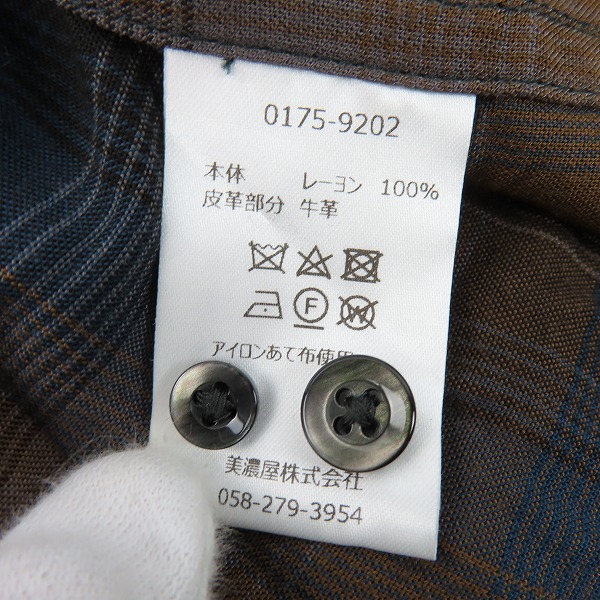 0175-9202
本体 レーヨン 100%
皮革部分 牛革
F W
アイロンあて布使用
美濃屋株式会社
058-279-3954